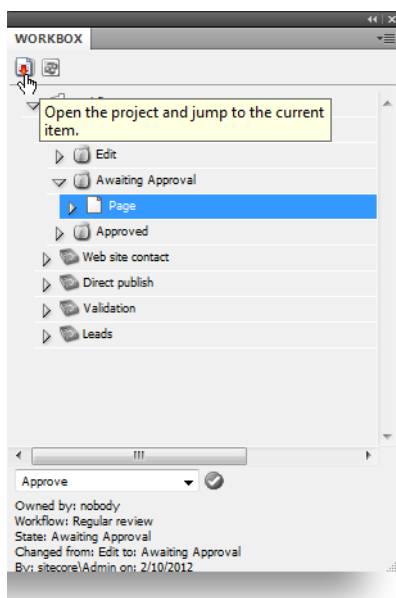 WORKBOX
Open the project and jump to the current
item.
Edit
Awaiting Approval
Page
Approved
Web site contact
Direct publish
Validation
Leads
Approve
Owned by: nobody
Workflow: Regular review
State: Awaiting Approval
Changed from: Edit to: Awaiting Approval
By: sitecore\Admin on: 2/10/2012